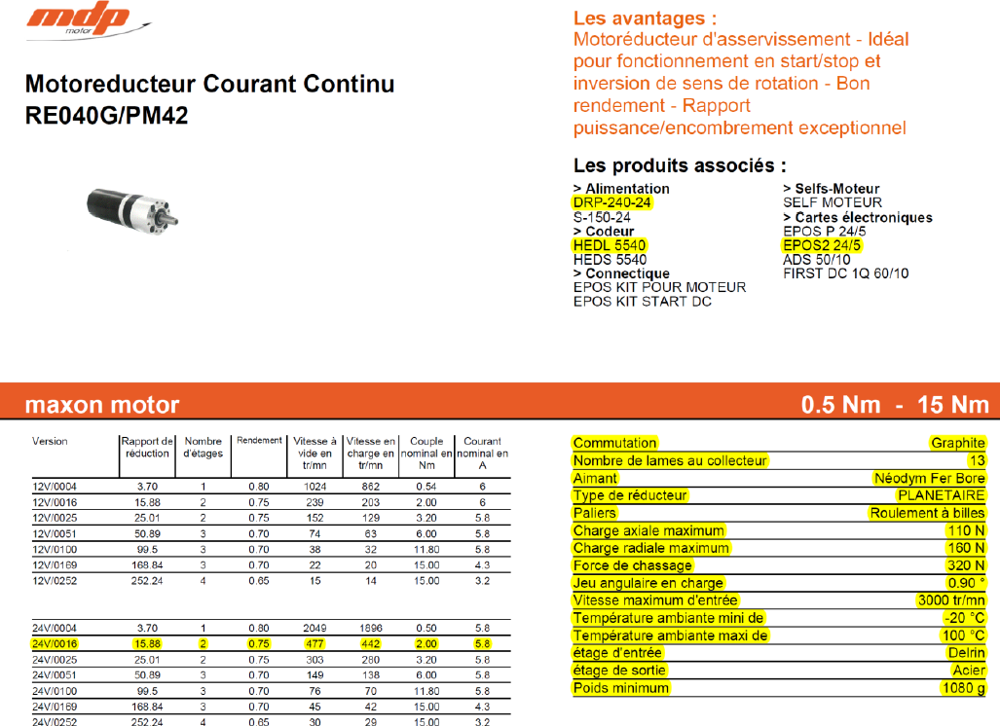 mdp
motor
Motoreducteur Courant Continu
RE040G/PM42
Les avantages :
Motoréducteur d'asservissement - Idéal
pour fonctionnement en start/stop et
inversion de sens de rotation - Bon
rendement - Rapport
puissance/encombrement exceptionnel
Les produits associés :
> Alimentation
DRP-240-24
S-150-24
> Codeur
HEDL 5540
HEDS 5540
> Connectique
EPOS KIT POUR MOTEUR
EPOS KIT START DC
> Selfs-Moteur
SELF MOTEUR
> Cartes électroniques
EPOS P 24/5
EPOS2 24/5
ADS 50/10
FIRST DC 1Q 60/10
maxon motor 0.5 Nm - 15 Nm
Version Rapport de réduction Nombre d'étages Rendement Vitesse à vide en tr/mn Vitesse en charge en tr/mn Couple nominal en Nm Courant nominal en A
12V/0004 3.70 1 0.80 1024 862 0.54 6
12V/0016 15.88 2 0.75 239 203 2.00 6
12V/0025 25.01 2 0.75 152 129 3.20 5.8
12V/0051 50.89 3 0.70 74 63 6.00 5.8
12V/0100 99.5 3 0.70 38 32 11.80 5.8
12V/0169 168.84 3 0.70 22 20 15.00 4.3
12V/0252 252.24 4 0.65 15 14 15.00 3.2
24V/0004 3.70 1 0.80 2049 1896 0.50 5.8
24V/0016 15.88 2 0.75 477 442 2.00 5.8
24V/0025 25.01 2 0.75 303 280 3.20 5.8
24V/0051 50.89 3 0.70 149 138 6.00 5.8
24V/0100 99.5 3 0.70 76 70 11.80 5.8
24V/0169 168.84 3 0.70 45 42 15.00 4.3
24V/0252 252.24 4 0.65 30 29 15.00 3.2
Commutation Graphite
Nombre de lames au collecteur 13
Aimant Néodym Fer Bore
Type de réducteur PLANETAIRE
Paliers Roulement à billes
Charge axiale maximum 110 N
Charge radiale maximum 160 N
Force de chassage 320 N
Jeu angulaire en charge 0.90 °
Vitesse maximum d'entrée 3000 tr/mn
Température ambiante mini de -20 °C
Température ambiante maxi de 100 °C
étage d'entrée Delrin
étage de sortie Acier
Poids minimum 1080 g